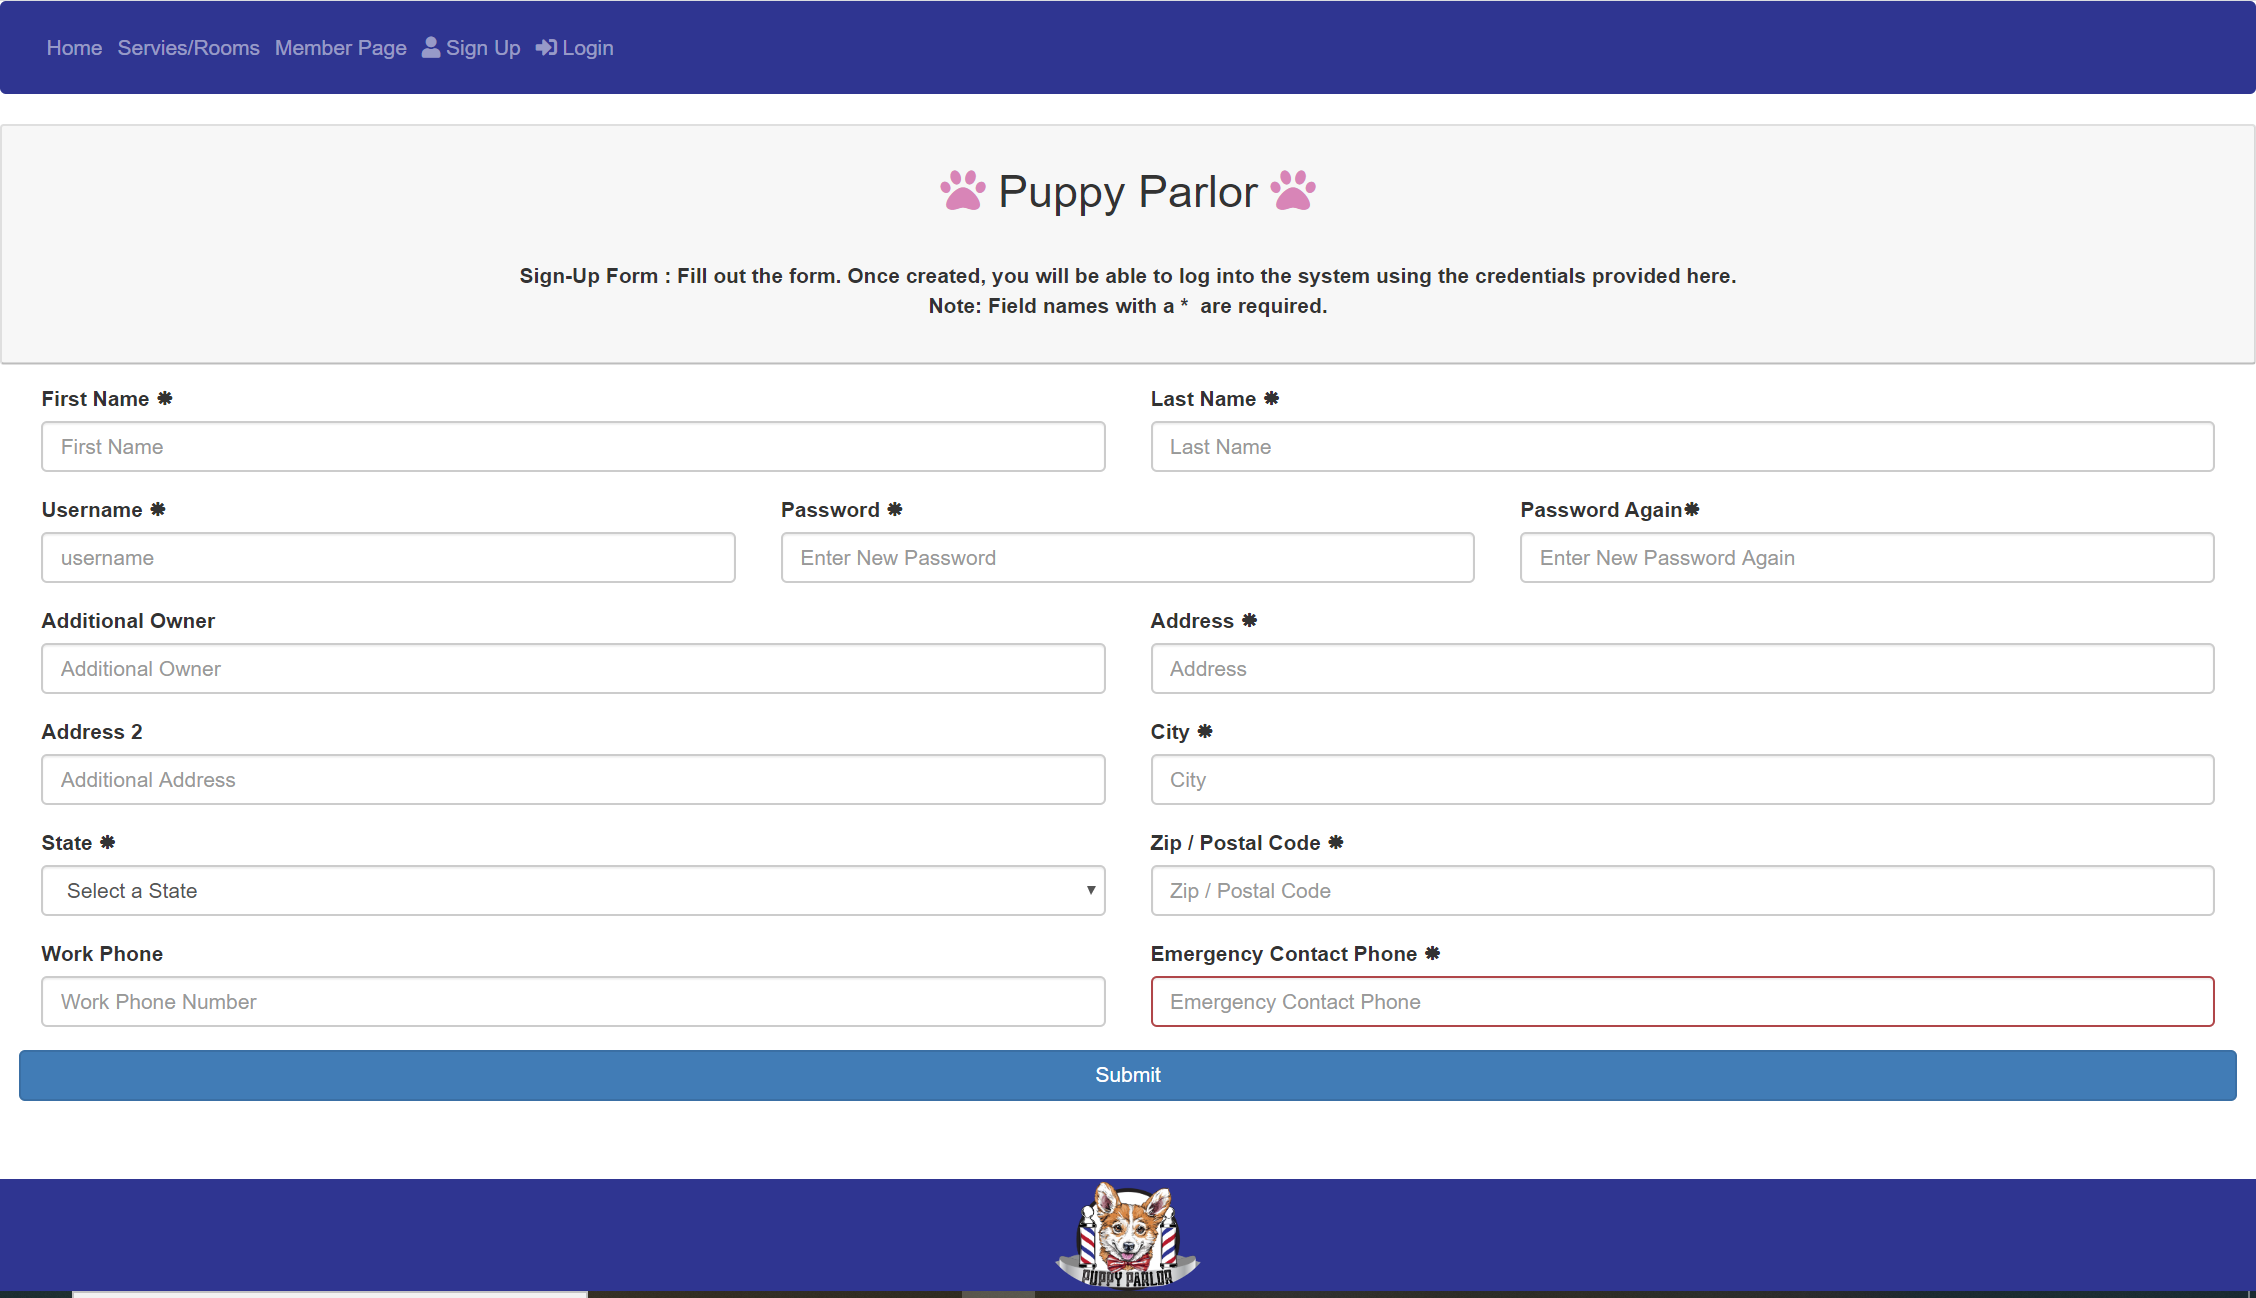 Home Servies/Rooms Member Page Sign Up Login
Puppy Parlor
Sign-Up Form : Fill out the form. Once created, you will be able to log into the system using the credentials provided here.
Note: Field names with a * are required.
First Name * Last Name *
First Name Last Name
Username * Password * Password Again*
username Enter New Password Enter New Password Again
Additional Owner Address *
Additional Owner Address
Address 2 City *
Additional Address City
State * Zip / Postal Code *
Select a State Zip / Postal Code
Work Phone Emergency Contact Phone *
Work Phone Number Emergency Contact Phone
Submit
PUPPY PARLOR